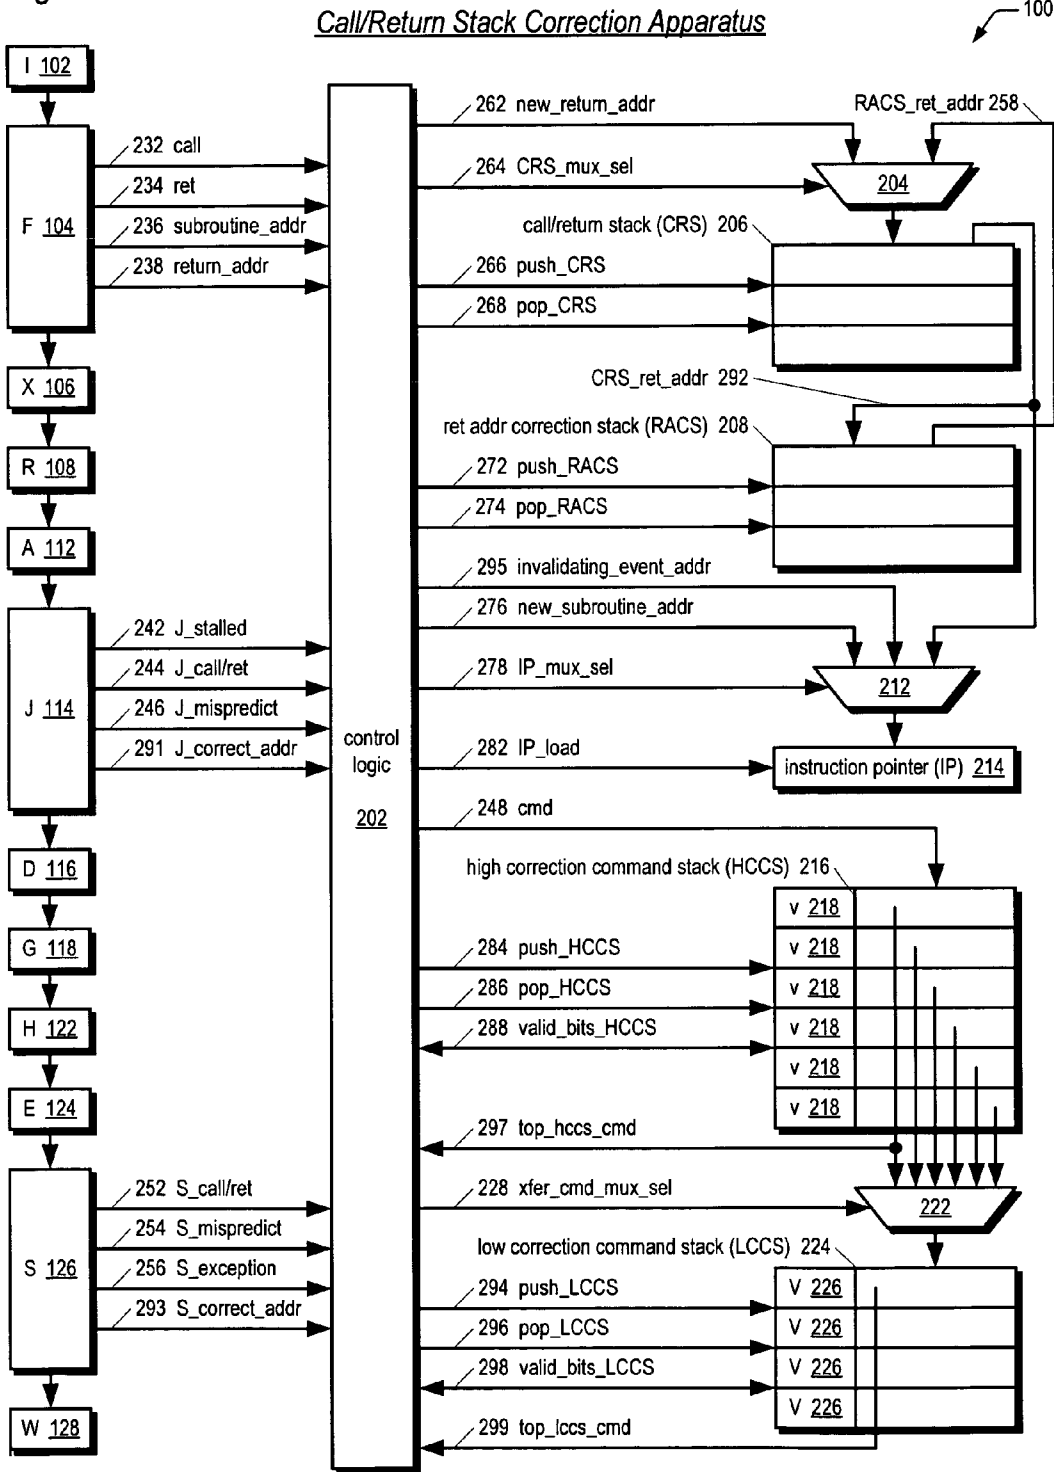 Call/Return Stack Correction Apparatus
100
I 102
F 104
X 106
R 108
A 112
J 114
D 116
G 118
H 122
E 124
S 126
W 128
232 call
234 ret
236 subroutine_addr
238 return_addr
242 J_stalled
244 J_call/ret
246 J_mispredict
291 J_correct_addr
252 S_call/ret
254 S_mispredict
256 S_exception
293 S_correct_addr
control
logic
202
262 new_return_addr
RACS_ret_addr 258
264 CRS_mux_sel
204
call/return stack (CRS) 206
266 push_CRS
268 pop_CRS
CRS_ret_addr 292
ret addr correction stack (RACS) 208
272 push_RACS
274 pop_RACS
295 invalidating_event_addr
276 new_subroutine_addr
278 IP_mux_sel
212
282 IP_load
instruction pointer (IP) 214
248 cmd
high correction command stack (HCCS) 216
v 218
v 218
v 218
v 218
v 218
v 218
284 push_HCCS
286 pop_HCCS
288 valid_bits_HCCS
297 top_hccs_cmd
228 xfer_cmd_mux_sel
222
low correction command stack (LCCS) 224
V 226
V 226
V 226
V 226
294 push_LCCS
296 pop_LCCS
298 valid_bits_LCCS
299 top_lccs_cmd